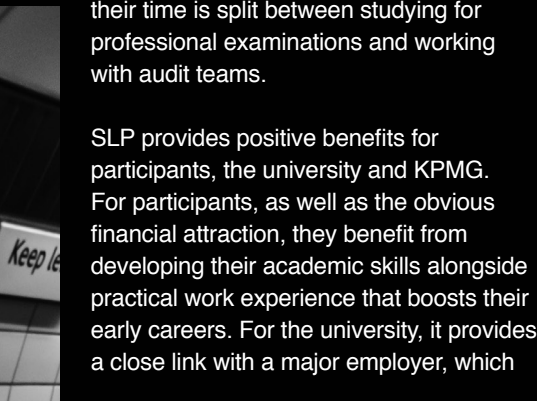 their time is split between studying for
professional examinations and working
with audit teams.
SLP provides positive benefits for
participants, the university and KPMG.
For participants, as well as the obvious
financial attraction, they benefit from
developing their academic skills alongside
practical work experience that boosts their
early careers. For the university, it provides
a close link with a major employer, which
Keep